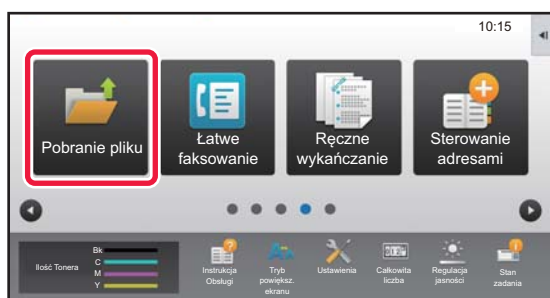 10:15
Pobranie pliku
Łatwe
faksowanie
Ręczne
wykańczanie
Sterowanie
adresami
Ilość Tonera
Bk
C
M
Y
Instrukcja
Obsługi
Tryb
powiększ.
ekranu
Ustawienia
Całkowita
liczba
Regulacja
jasności
Stan
zadania